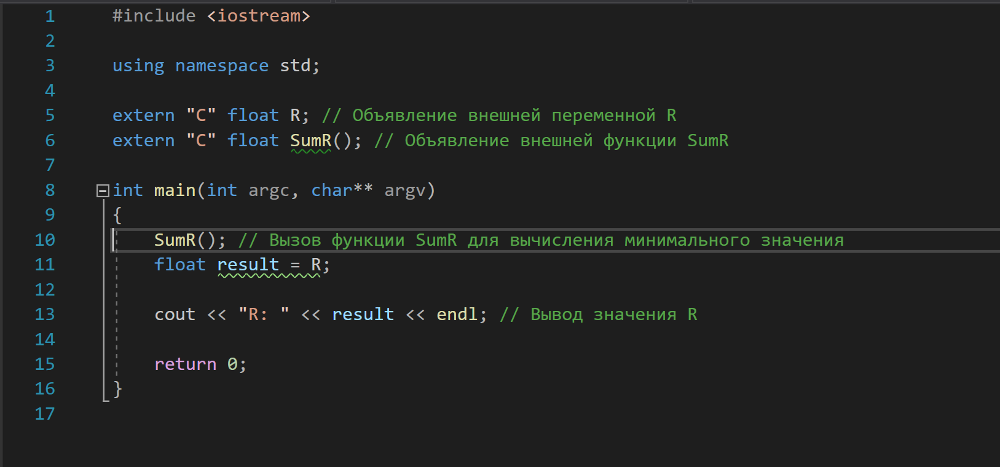 1 #include <iostream>
2
3 using namespace std;
4
5 extern "C" float R; // Объявление внешней переменной R
6 extern "C" float SumR(); // Объявление внешней функции SumR
7
8 int main(int argc, char** argv)
9 {
10 SumR(); // Вызов функции SumR для вычисления минимального значения
11 float result = R;
12
13 cout << "R: " << result << endl; // Вывод значения R
14
15 return 0;
16 }
17